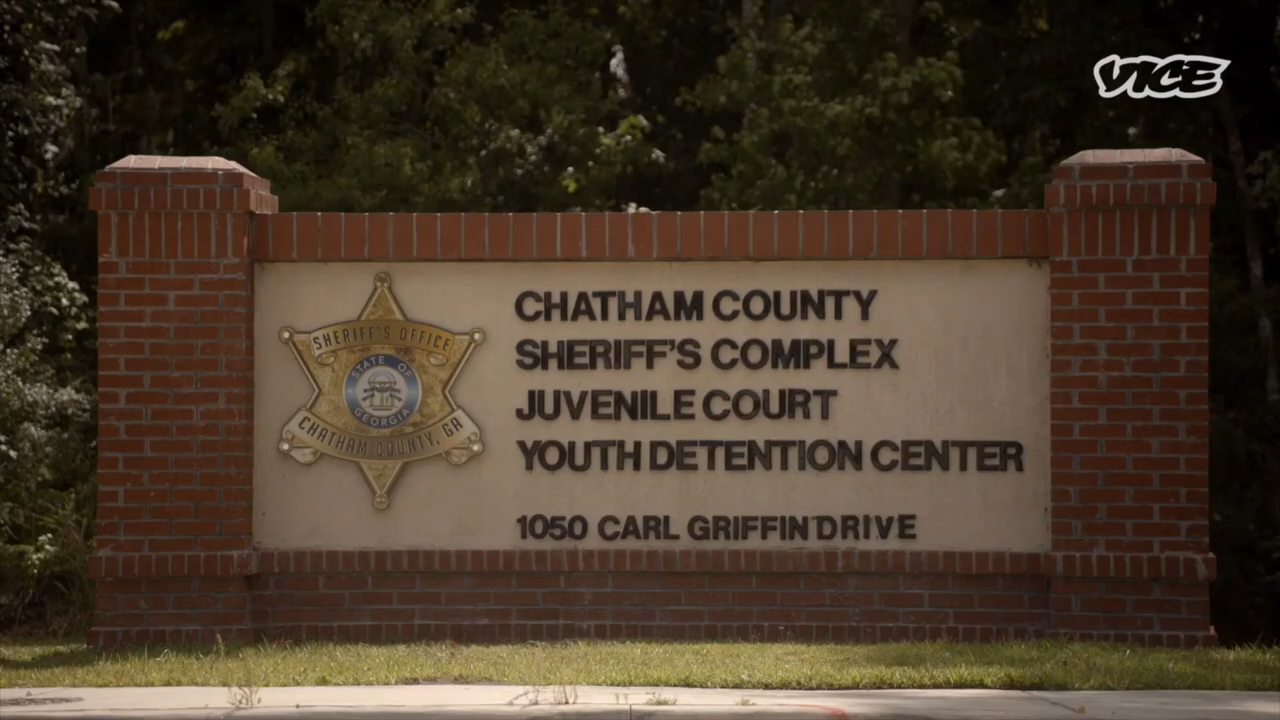 VICE
CHATHAM COUNTY
SHERIFF'S COMPLEX
JUVENILE COURT
YOUTH DETENTION CENTER
1050 CARL GRIFFIN DRIVE
SHERIFF'S OFFICE
STATE OF
GEORGIA
CHATHAM COUNTY, GA